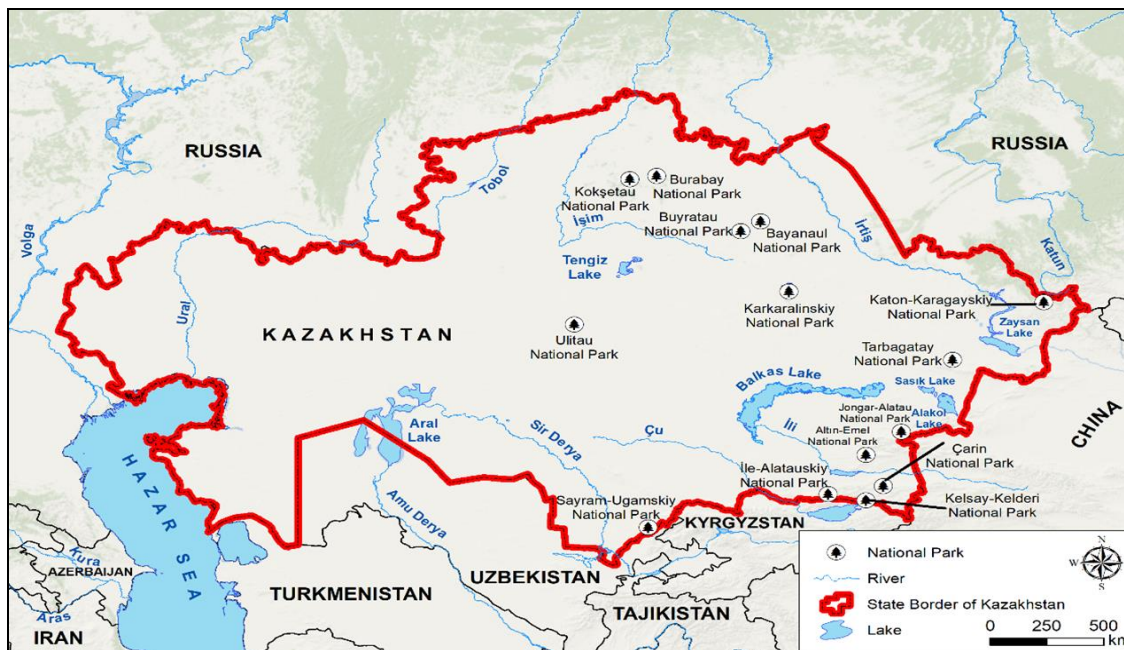 RUSSIA
RUSSIA
Volga
Tobol
Kokşetau
National Park
Burabay
National Park
İşim
Buyratau
National Park
Bayanaul
National Park
İrtiş
Katun
Ural
Tengiz
Lake
Karkaralinskiy
National Park
Katon-Karagayskiy
National Park
Zaysan
Lake
KAZAKHSTAN
Ulitau
National Park
Tarbagatay
National Park
Balkas Lake
Sasık Lake
Alakol
Lake
Jongar-Alatau
National Park
Altın-Emel
National Park
CHINA
Aral
Lake
Sir Derya
Çu
İli
Çarin
National Park
İle-Alatauskiy
National Park
Kelsay-Kelderi
National Park
HAZAR SEA
Amu Derya
Sayram-Ugamskiy
National Park
KYRGYZSTAN
Kura
AZERBAIJAN
Aras
IRAN
TURKMENISTAN
UZBEKISTAN
TAJIKISTAN
National Park
River
State Border of Kazakhstan
Lake
N
W
E
S
0 250 500
km